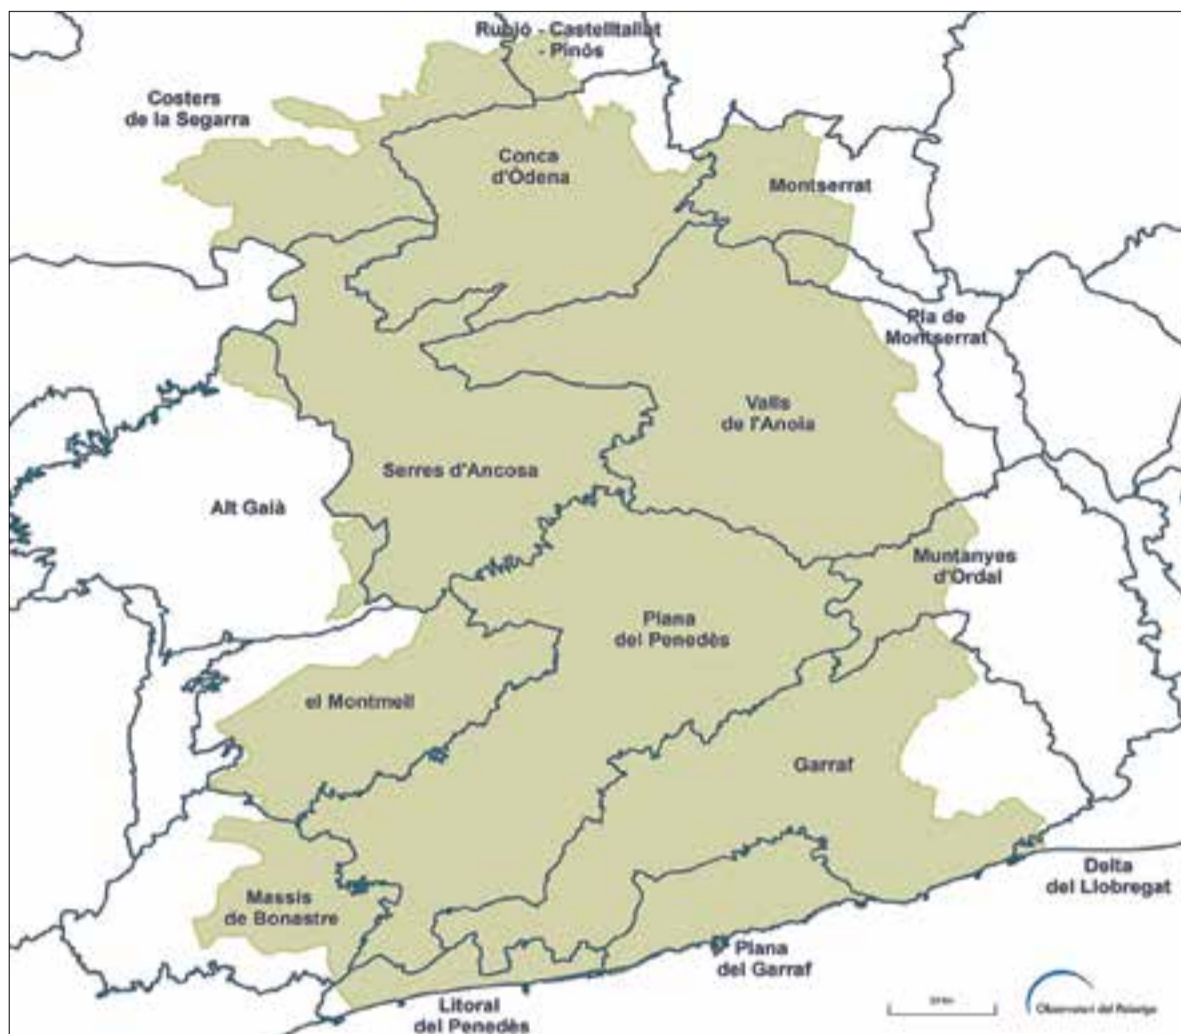 Rubió - Castelltallat
- Pinós
Costers
de la Segarra
Conca
d'Òdena
Montserrat
Pla de
Montserrat
Valls
de l'Anoia
Serres d'Ancosa
Alt Gaià
Muntanyes
d'Ordal
Plana
del Penedès
el Montmell
Garraf
Delta
del Llobregat
Massís
de Bonastre
Plana
del Garraf
Litoral
del Penedès
Observatori del Paisatge